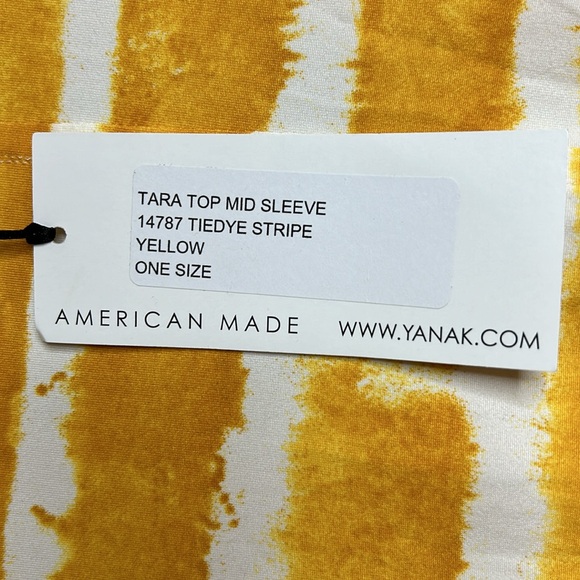 TARA TOP MID SLEEVE
14787 TIEDYE STRIPE
YELLOW
ONE SIZE
AMERICAN MADE WWW.YANAK.COM